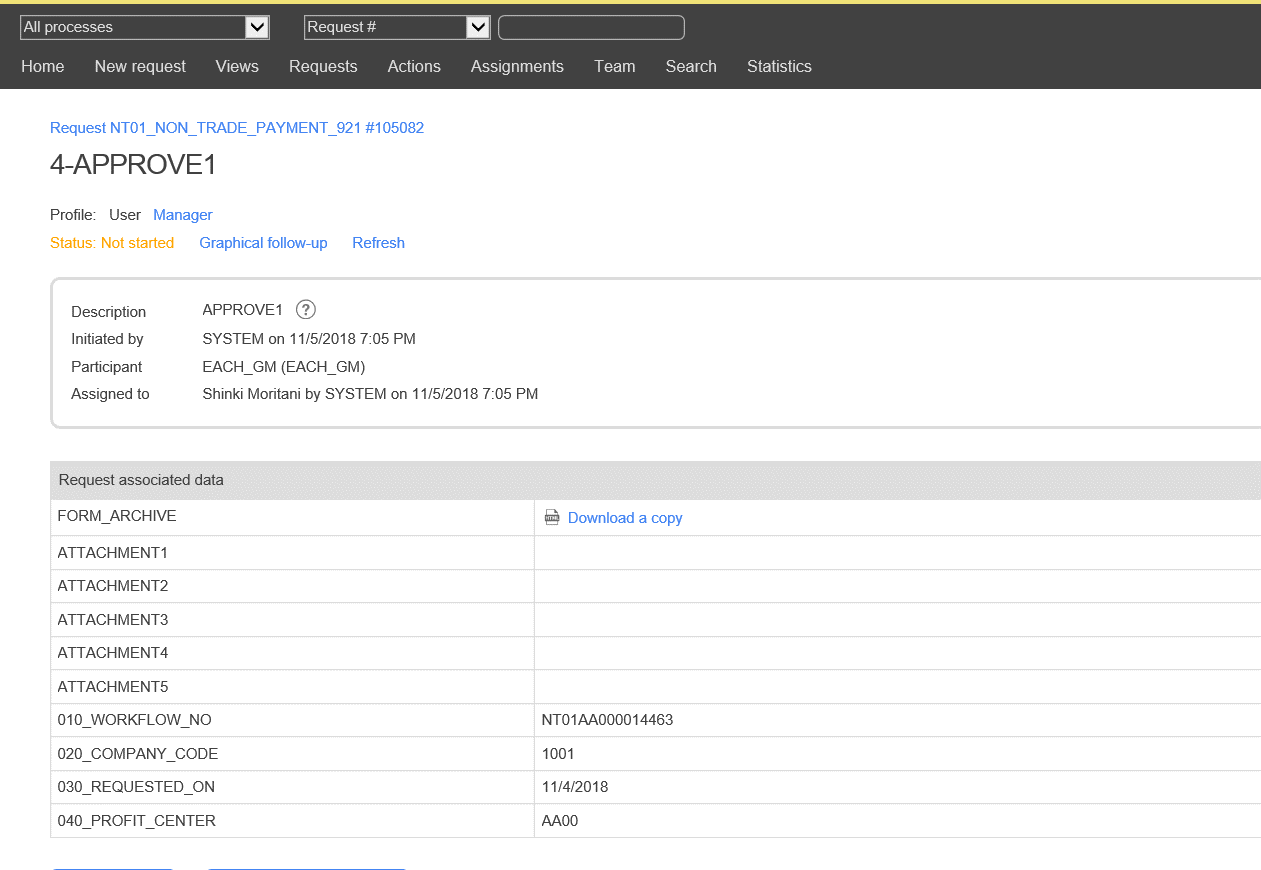 All processes Request #
Home New request Views Requests Actions Assignments Team Search Statistics
Request NT01_NON_TRADE_PAYMENT_921 #105082
4-APPROVE1
Profile: User Manager
Status: Not started Graphical follow-up Refresh
Description APPROVE1 ?
Initiated by SYSTEM on 11/5/2018 7:05 PM
Participant EACH_GM (EACH_GM)
Assigned to Shinki Moritani by SYSTEM on 11/5/2018 7:05 PM
Request associated data
FORM_ARCHIVE Download a copy
ATTACHMENT1
ATTACHMENT2
ATTACHMENT3
ATTACHMENT4
ATTACHMENT5
010_WORKFLOW_NO NT01AA000014463
020_COMPANY_CODE 1001
030_REQUESTED_ON 11/4/2018
040_PROFIT_CENTER AA00